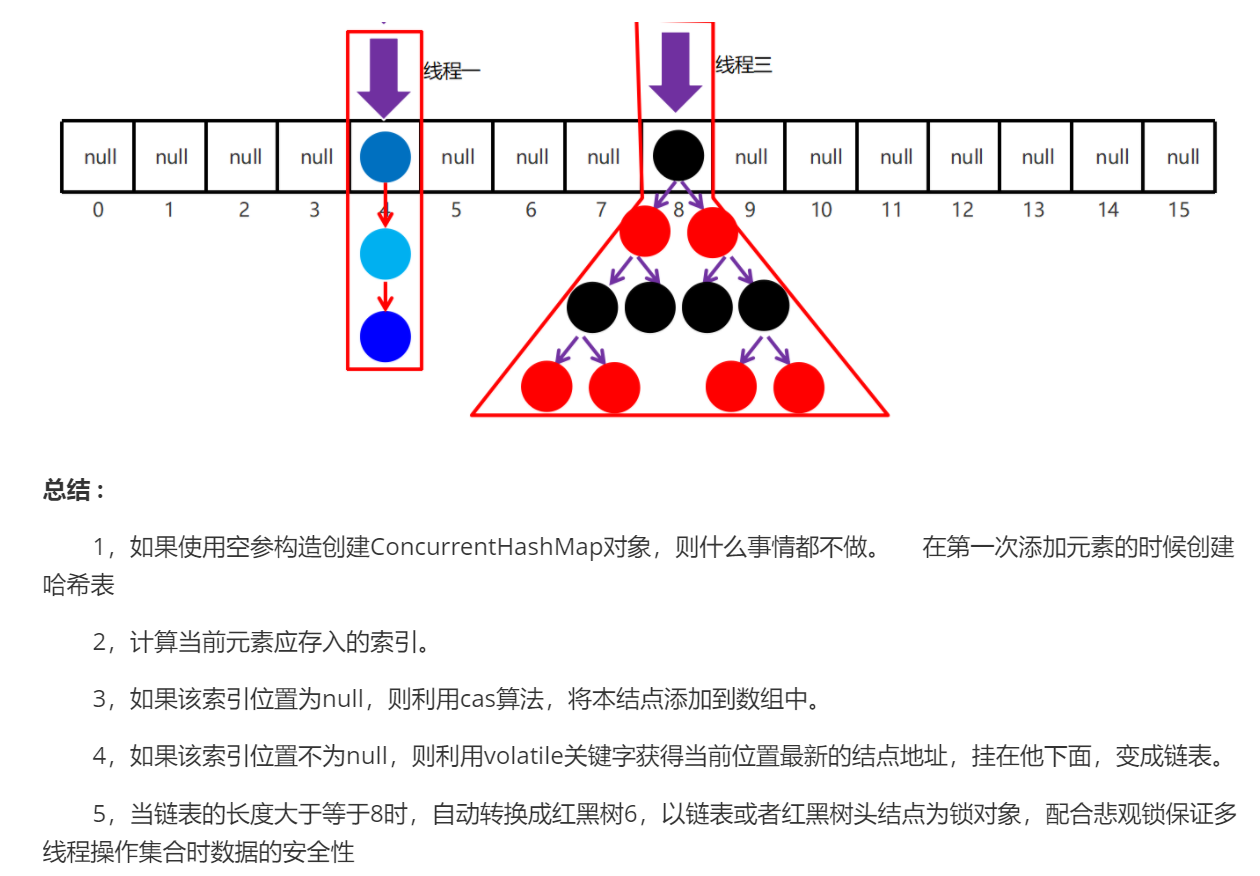 线程一
线程三
null null null null null null null null null null null null null null
0 1 2 3 4 5 6 7 8 9 10 11 12 13 14 15
总结：
1，如果使用空参构造创建ConcurrentHashMap对象，则什么事情都不做。 在第一次添加元素的时候创建
哈希表
2，计算当前元素应存入的索引。
3，如果该索引位置为null，则利用cas算法，将本结点添加到数组中。
4，如果该索引位置不为null，则利用volatile关键字获得当前位置最新的结点地址，挂在他下面，变成链表。
5，当链表的长度大于等于8时，自动转换成红黑树6，以链表或者红黑树头结点为锁对象，配合悲观锁保证多
线程操作集合时数据的安全性